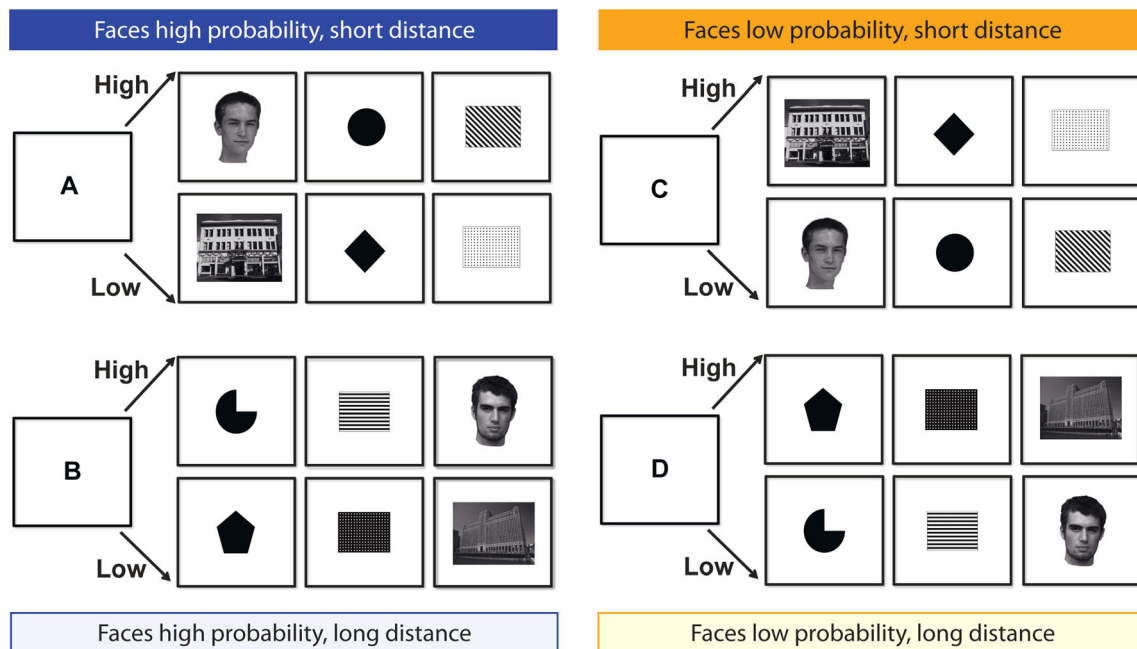 Faces high probability, short distance
Faces low probability, short distance
High
A
Low
High
C
Low
High
B
Low
High
D
Low
Faces high probability, long distance
Faces low probability, long distance